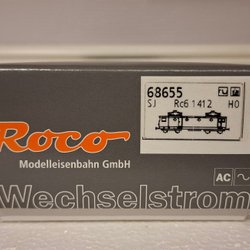 68655
SJ Rc6 1412 H0
Roco
Modelleisenbahn GmbH
AC
Wechselstrom